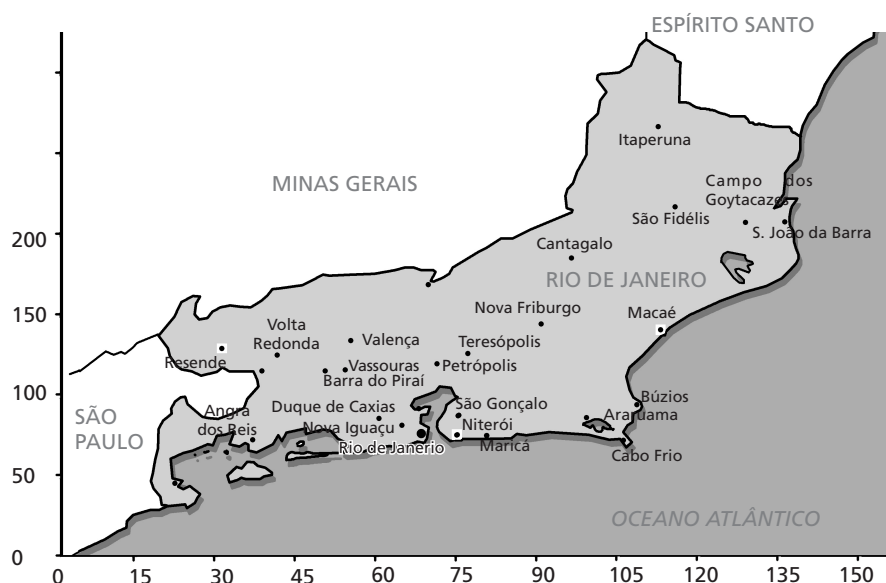 ESPÍRITO SANTO
Itaperuna
MINAS GERAIS
Campo dos
Goytacazes
São Fidélis
S. João da Barra
200
Cantagalo
RIO DE JANEIRO
150
Nova Friburgo
Macaé
Volta
Redonda
Valença
Teresópolis
Resende
Vassouras
Petrópolis
Barra do Piraí
100
Búzios
SÃO
PAULO
Angra
dos Reis
Duque de Caxias
São Gonçalo
Araruama
Nova Iguaçu
Niterói
Rio de Janerio
Maricá
Cabo Frio
50
OCEANO ATLÂNTICO
0
0 15 30 45 60 75 90 105 120 135 150